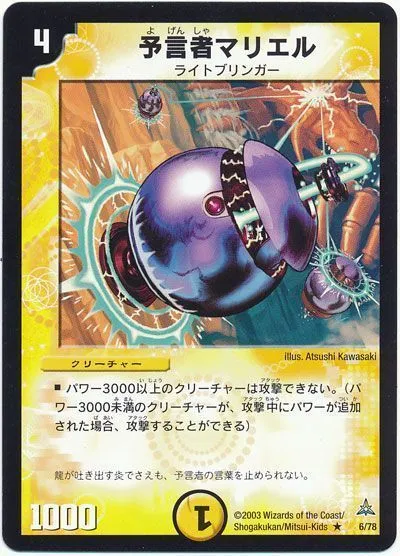 4
よげんしゃ
予言者マリエル
ライトブリンガー
illus. Atsushi Kawasaki
クリーチャー
■ パワー3000以上のクリーチャーは攻撃できない。（パ
ワー3000未満のクリーチャーが、攻撃中にパワーが追加
された場合、攻撃することができる）
龍が吐き出す炎でさえも、予言者の言葉を止められない。
1000
1
©2003 Wizards of the Coast/
Shogakukan/Mitsui-Kids ★ 6/78